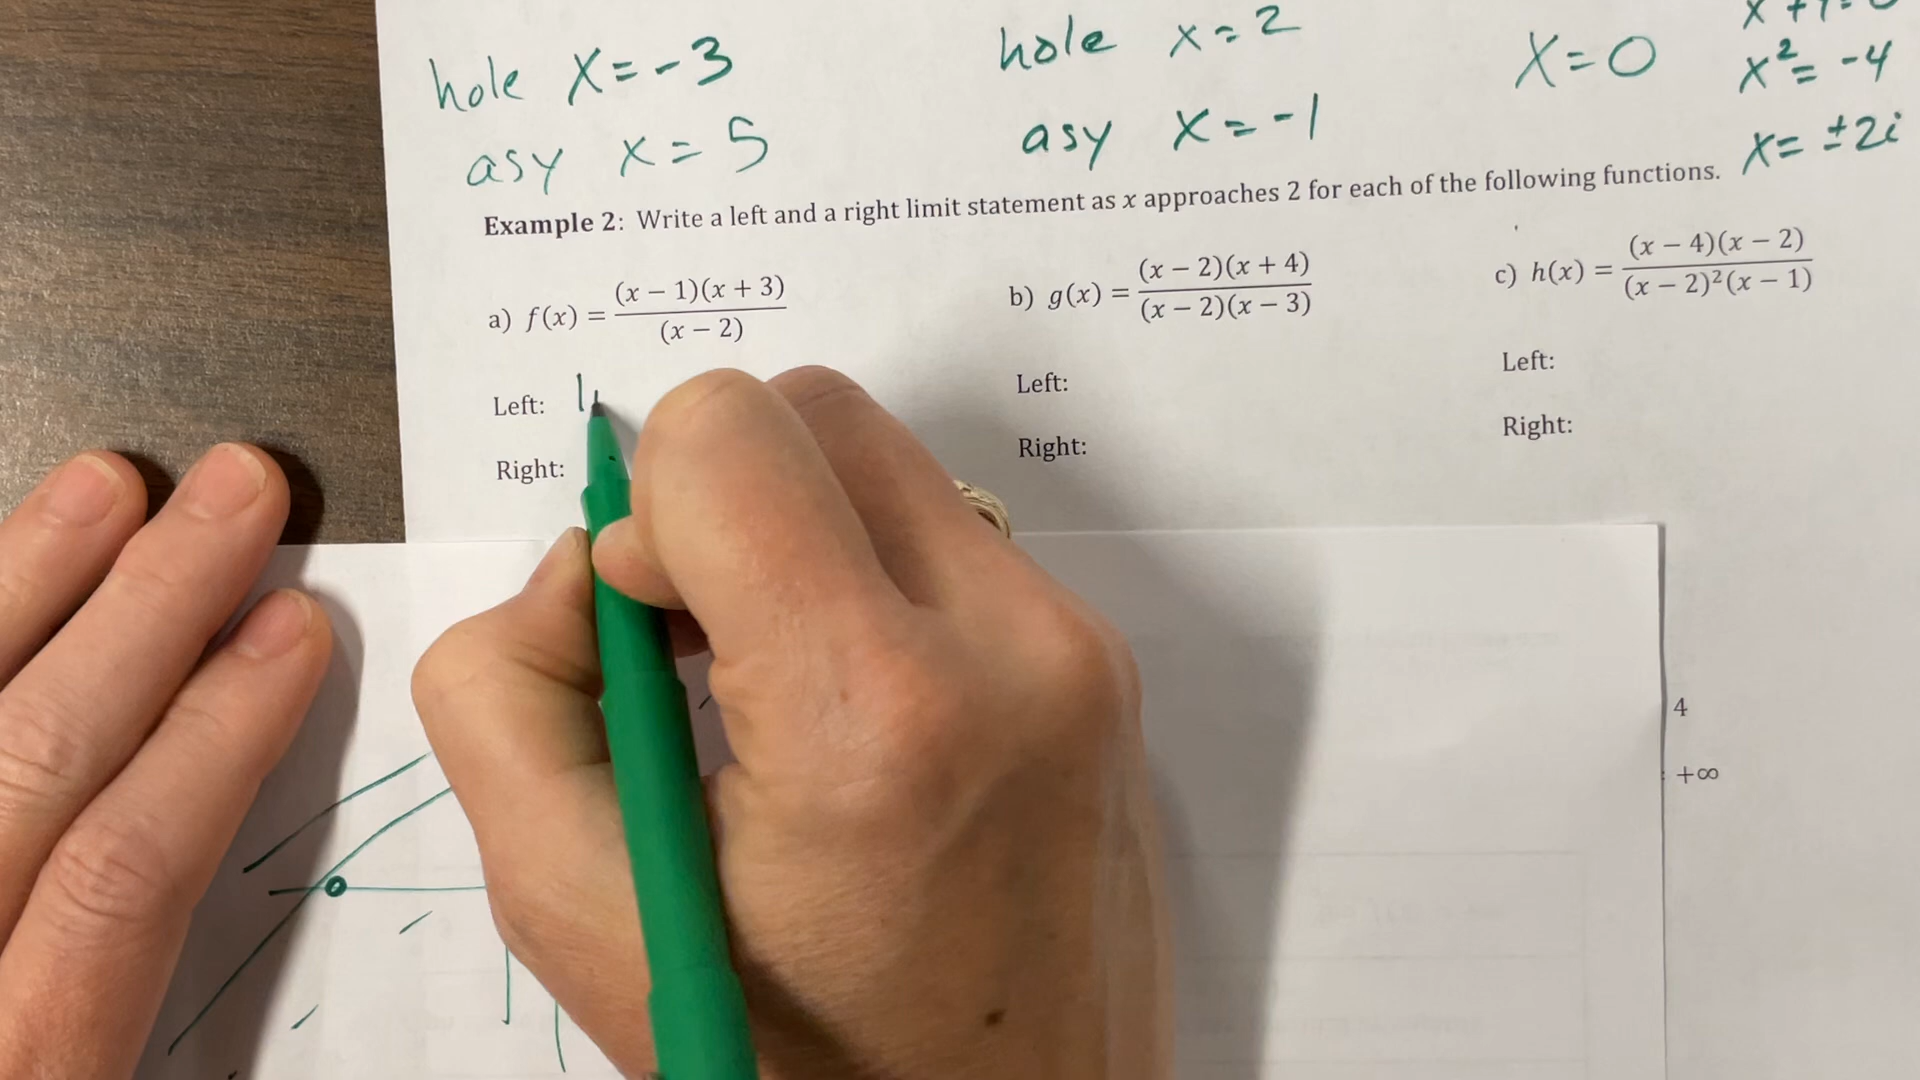 hole x=-3
asy x=5
hole x=2
asy x=-1
x=0
x²=-4
x=±2i
Example 2: Write a left and a right limit statement as x approaches 2 for each of the following functions.
a) f(x) = (x − 1)(x + 3) / (x − 2)
Left:
Right:
b) g(x) = (x − 2)(x + 4) / (x − 2)(x − 3)
Left:
Right:
c) h(x) = (x − 4)(x − 2) / (x − 2)²(x − 1)
Left:
Right:
4
+∞